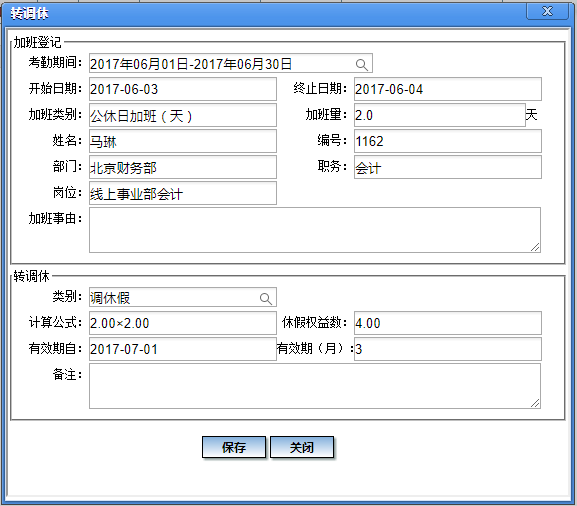 转调休
加班登记
考勤期间： 2017年06月01日-2017年06月30日
开始日期： 2017-06-03 终止日期： 2017-06-04
加班类别： 公休日加班（天） 加班量： 2.0 天
姓名： 马琳 编号： 1162
部门： 北京财务部 职务： 会计
岗位： 线上事业部会计
加班事由：
转调休
类别： 调休假
计算公式： 2.00×2.00 休假权益数： 4.00
有效期自： 2017-07-01 有效期（月）： 3
备注：
保存 关闭